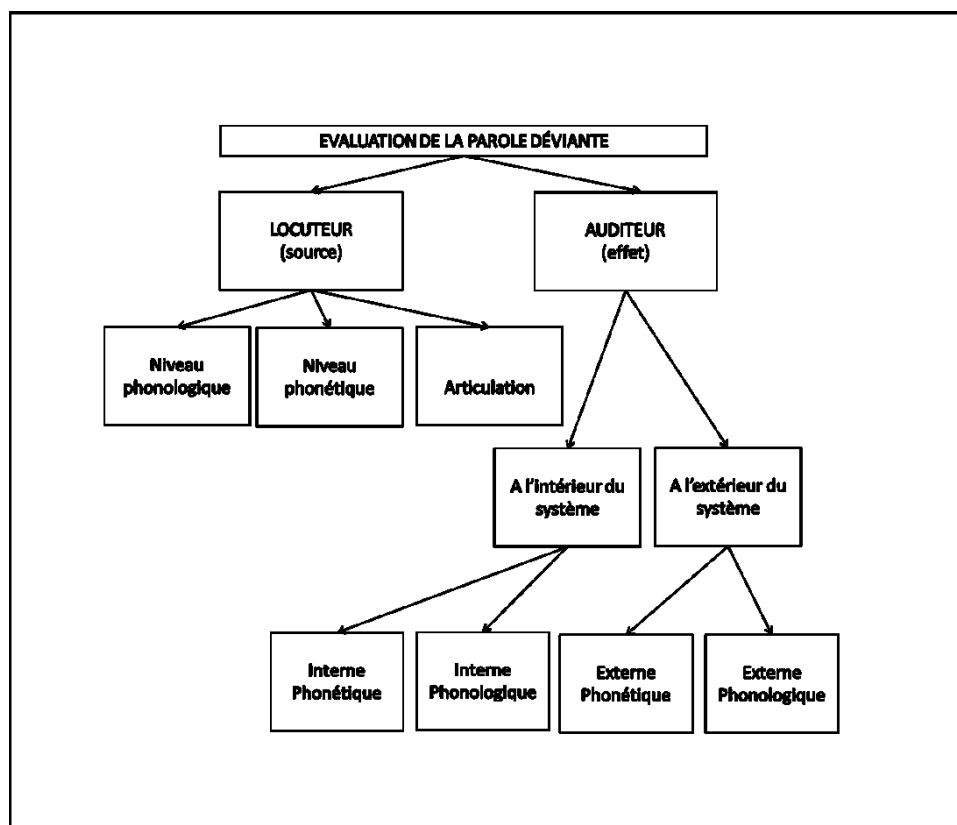 EVALUATION DE LA PAROLE DÉVIANTE
LOCUTEUR
(source)
AUDITEUR
(effet)
Niveau
phonologique
Niveau
phonétique
Articulation
A l'intérieur du
système
A l'extérieur du
système
Interne
Phonétique
Interne
Phonologique
Externe
Phonétique
Externe
Phonologique